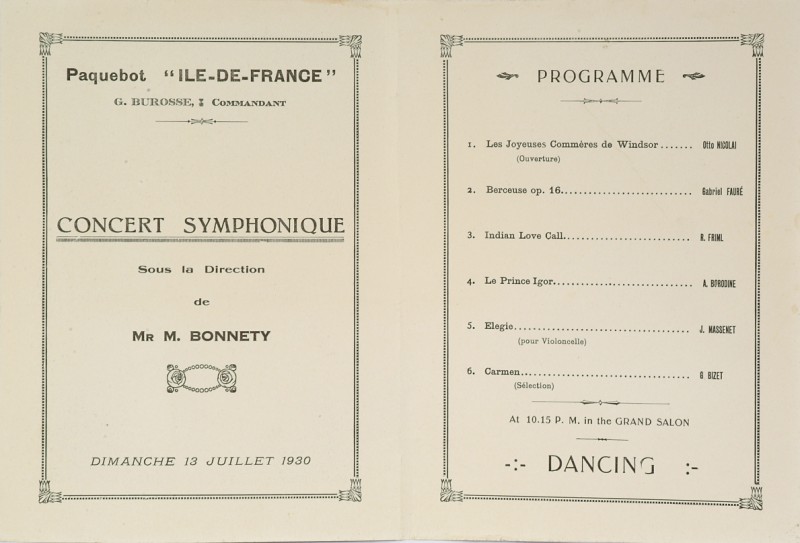 Paquebot "ILE-DE-FRANCE"
G. BUROSSE, COMMANDANT
CONCERT SYMPHONIQUE
Sous la Direction
de
MR M. BONNETY
DIMANCHE 13 JUILLET 1930
PROGRAMME
1. Les Joyeuses Commères de Windsor ....... Otto NICOLAI
(Ouverture)
2. Berceuse op. 16........................... Gabriel FAURÉ
3. Indian Love Call.......................... R. FRIML
4. Le Prince Igor............................ A. BORODINE
5. Elegie.................................... J. MASSENET
(pour Violoncelle)
6. Carmen................................... G BIZET
(Sélection)
At 10.15 P. M. in the GRAND SALON
-:- DANCING :-